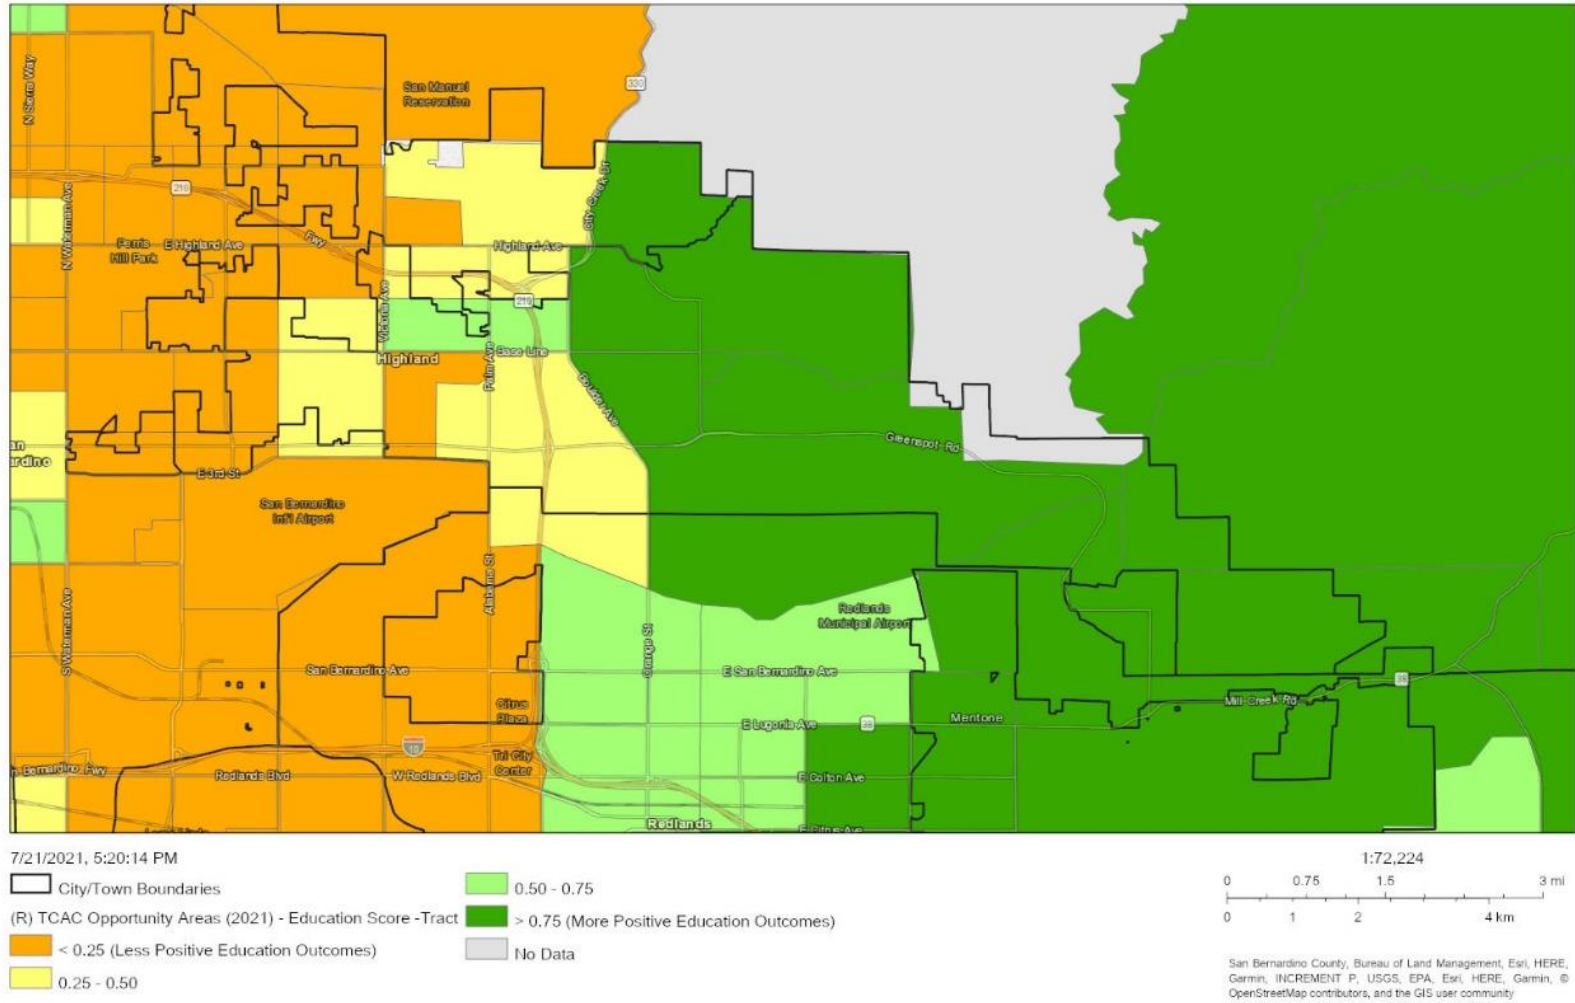 N Sierra Way
San Manuel
Reservation
330
210
N Waterman Ave
City Creek Dr
Perris
Hill Park
E Highland Ave
Fwy
Highland Ave
Victoria Ave
210
Base Line
Highland
Palm Ave
Boulder Ave
Greenspot Rd
an
ardino
E 3rd St
San Bernardino
Int'l Airport
Alabama St
S Waterman Ave
Orange St
Redlands
Municipal Airport
San Bernardino Ave
E San Bernardino Ave
38
Mill Creek Rd
Citrus
Plaza
E Lugonia Ave
38
Mentone
10
Tri City
Center
n Bernardino Fwy
Redlands Blvd
W Redlands Blvd
E Colton Ave
Redlands
E Citrus Ave
7/21/2021, 5:20:14 PM
City/Town Boundaries
(R) TCAC Opportunity Areas (2021) - Education Score -Tract
< 0.25 (Less Positive Education Outcomes)
0.25 - 0.50
0.50 - 0.75
> 0.75 (More Positive Education Outcomes)
No Data
1:72,224
0 0.75 1.5 3 mi
0 1 2 4 km
San Bernardino County, Bureau of Land Management, Esri, HERE,
Garmin, INCREMENT P, USGS, EPA, Esri, HERE, Garmin, ©
OpenStreetMap contributors, and the GIS user community